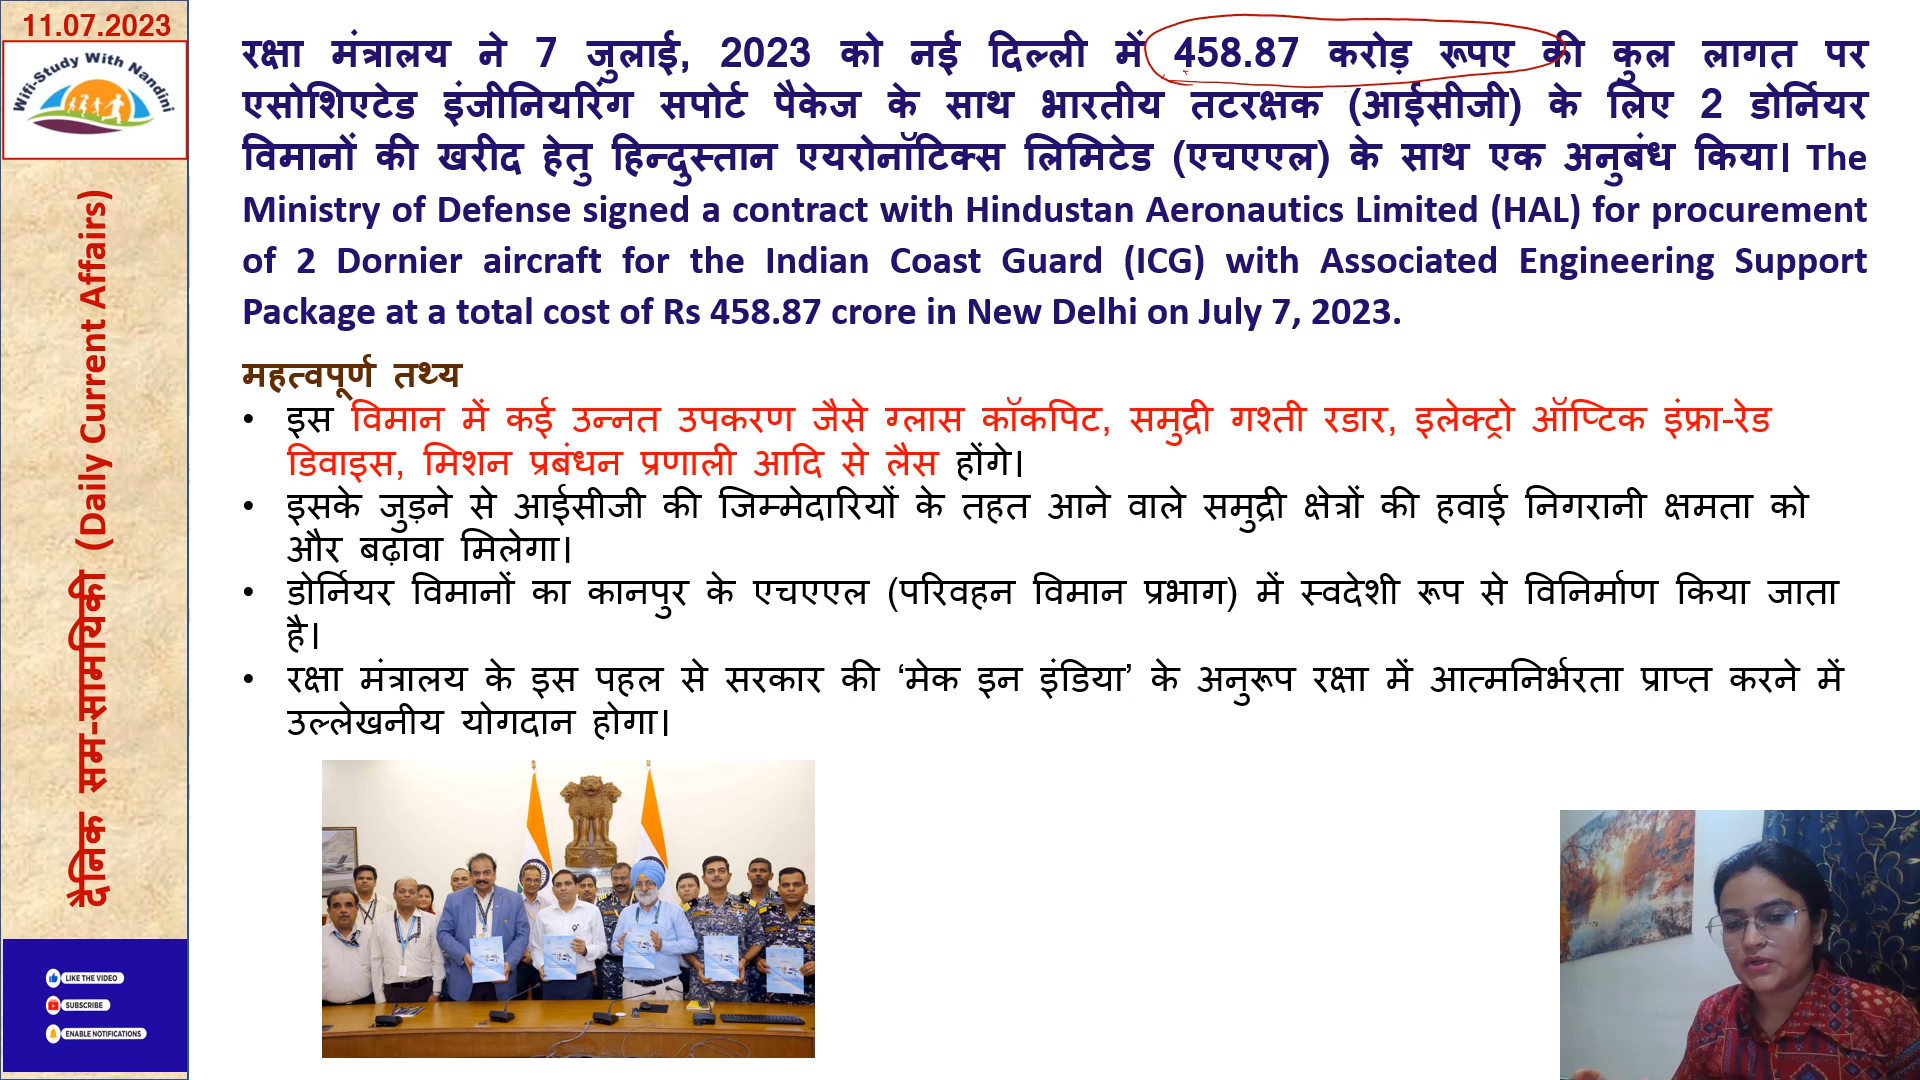 11.07.2023
Wifi-Study With Nandini
दैनिक सम-सामयिकी (Daily Current Affairs)
LIKE THE VIDEO
SUBSCRIBE
ENABLE NOTIFICATIONS
रक्षा मंत्रालय ने 7 जुलाई, 2023 को नई दिल्ली में 458.87 करोड़ रूपए की कुल लागत पर
एसोशिएटेड इंजीनियरिंग सपोर्ट पैकेज के साथ भारतीय तटरक्षक (आईसीजी) के लिए 2 डोर्नियर
विमानों की खरीद हेतु हिन्दुस्तान एयरोनॉटिक्स लिमिटेड (एचएएल) के साथ एक अनुबंध किया। The
Ministry of Defense signed a contract with Hindustan Aeronautics Limited (HAL) for procurement
of 2 Dornier aircraft for the Indian Coast Guard (ICG) with Associated Engineering Support
Package at a total cost of Rs 458.87 crore in New Delhi on July 7, 2023.
महत्वपूर्ण तथ्य
• इस विमान में कई उन्नत उपकरण जैसे ग्लास कॉकपिट, समुद्री गश्ती रडार, इलेक्ट्रो ऑप्टिक इंफ्रा-रेड
डिवाइस, मिशन प्रबंधन प्रणाली आदि से लैस होंगे।
• इसके जुड़ने से आईसीजी की जिम्मेदारियों के तहत आने वाले समुद्री क्षेत्रों की हवाई निगरानी क्षमता को
और बढ़ावा मिलेगा।
• डोर्नियर विमानों का कानपुर के एचएएल (परिवहन विमान प्रभाग) में स्वदेशी रूप से विनिर्माण किया जाता
है।
• रक्षा मंत्रालय के इस पहल से सरकार की ‘मेक इन इंडिया’ के अनुरूप रक्षा में आत्मनिर्भरता प्राप्त करने में
उल्लेखनीय योगदान होगा।